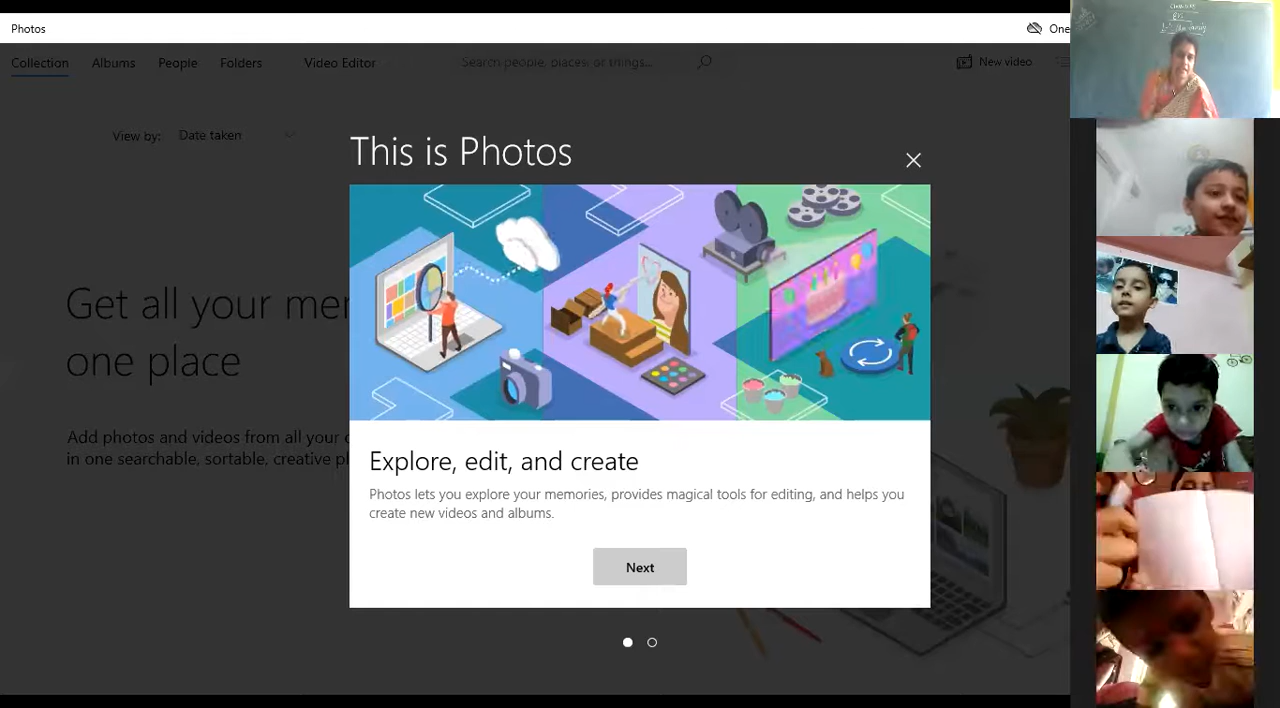 Photos
One
Collection Albums People Folders Video Editor
Search people, places, or things...
New video
View by: Date taken
This is Photos
Get all your
one place
Add photos and videos from all your
in one searchable, sortable, creative
Explore, edit, and create
Photos lets you explore your memories, provides magical tools for editing, and helps you
create new videos and albums.
Next